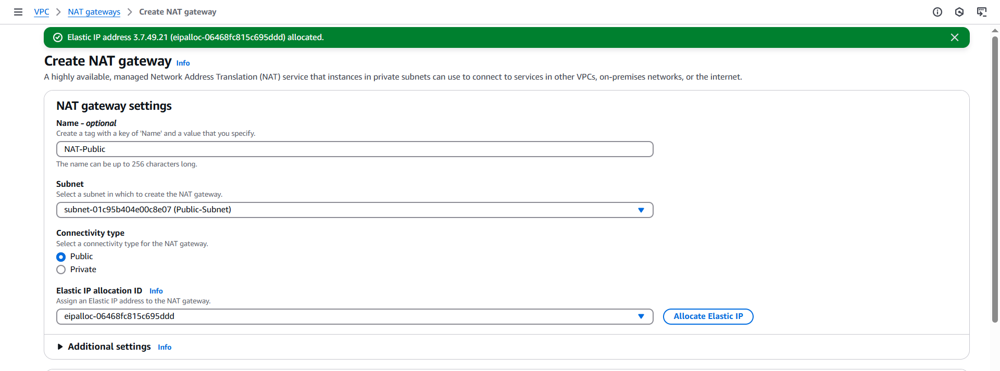 VPC > NAT gateways > Create NAT gateway
Elastic IP address 3.7.49.21 (eipalloc-06468fc815c695ddd) allocated.
Create NAT gateway Info
A highly available, managed Network Address Translation (NAT) service that instances in private subnets can use to connect to services in other VPCs, on-premises networks, or the internet.
NAT gateway settings
Name - optional
Create a tag with a key of 'Name' and a value that you specify.
NAT-Public
The name can be up to 256 characters long.
Subnet
Select a subnet in which to create the NAT gateway.
subnet-01c95b404e00c8e07 (Public-Subnet)
Connectivity type
Select a connectivity type for the NAT gateway.
Public
Private
Elastic IP allocation ID Info
Assign an Elastic IP address to the NAT gateway.
eipalloc-06468fc815c695ddd Allocate Elastic IP
Additional settings Info